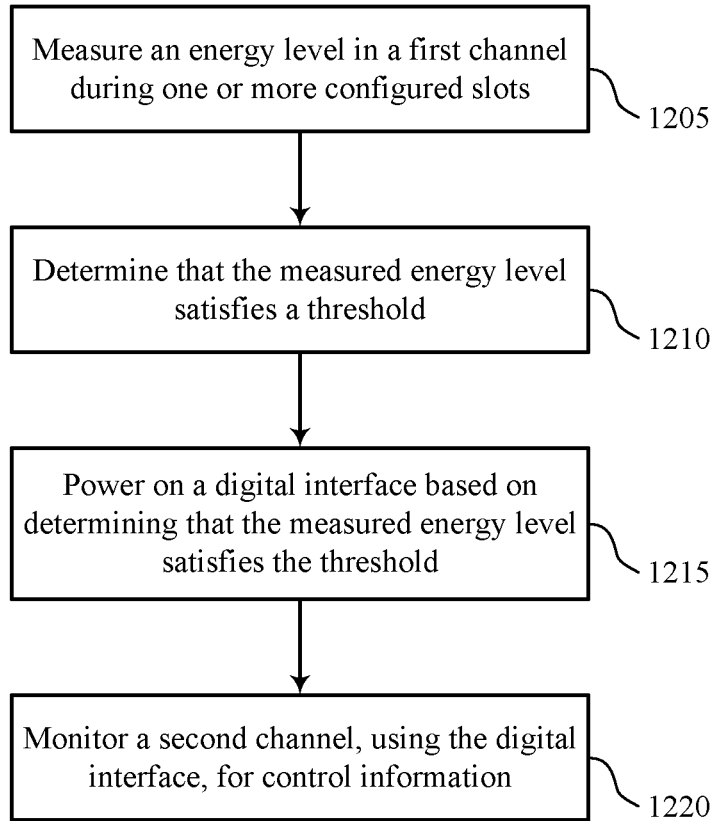 Measure an energy level in a first channel
during one or more configured slots
1205
Determine that the measured energy level
satisfies a threshold
1210
Power on a digital interface based on
determining that the measured energy level
satisfies the threshold
1215
Monitor a second channel, using the digital
interface, for control information
1220